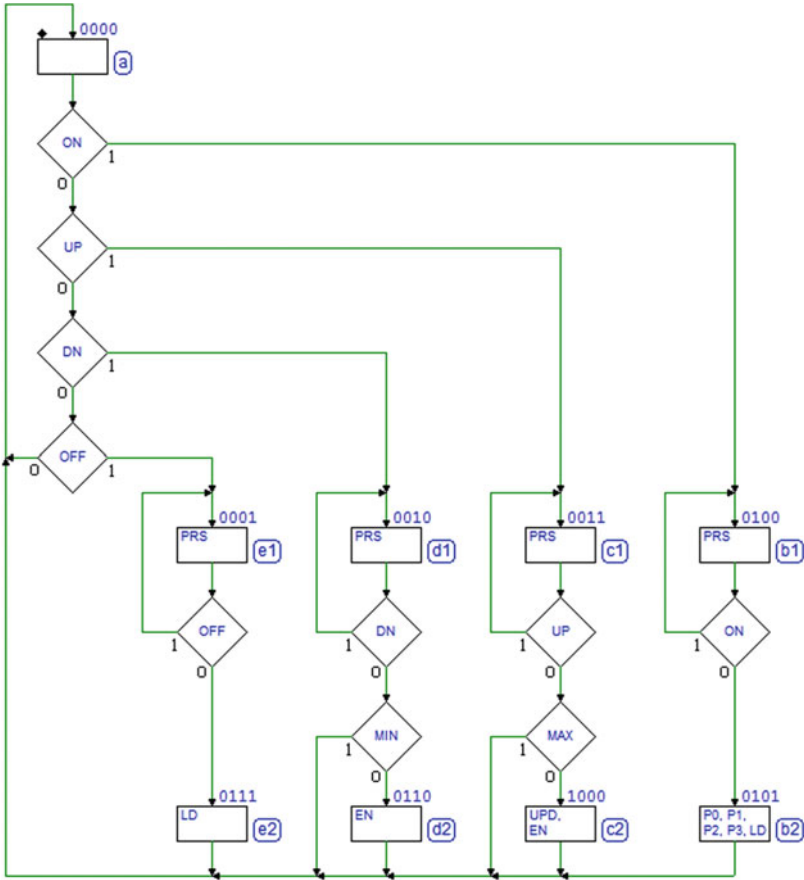 0000
a
ON
1
0
UP
1
0
DN
1
0
OFF
0
1
0001
0010
0011
0100
PRS
PRS
PRS
PRS
e1
d1
c1
b1
OFF
DN
UP
ON
1
1
1
1
0
0
0
0
MIN
MAX
1
1
0
0
0111
0110
1000
0101
LD
EN
UPD,
P0, P1,
EN
P2, P3, LD
e2
d2
c2
b2